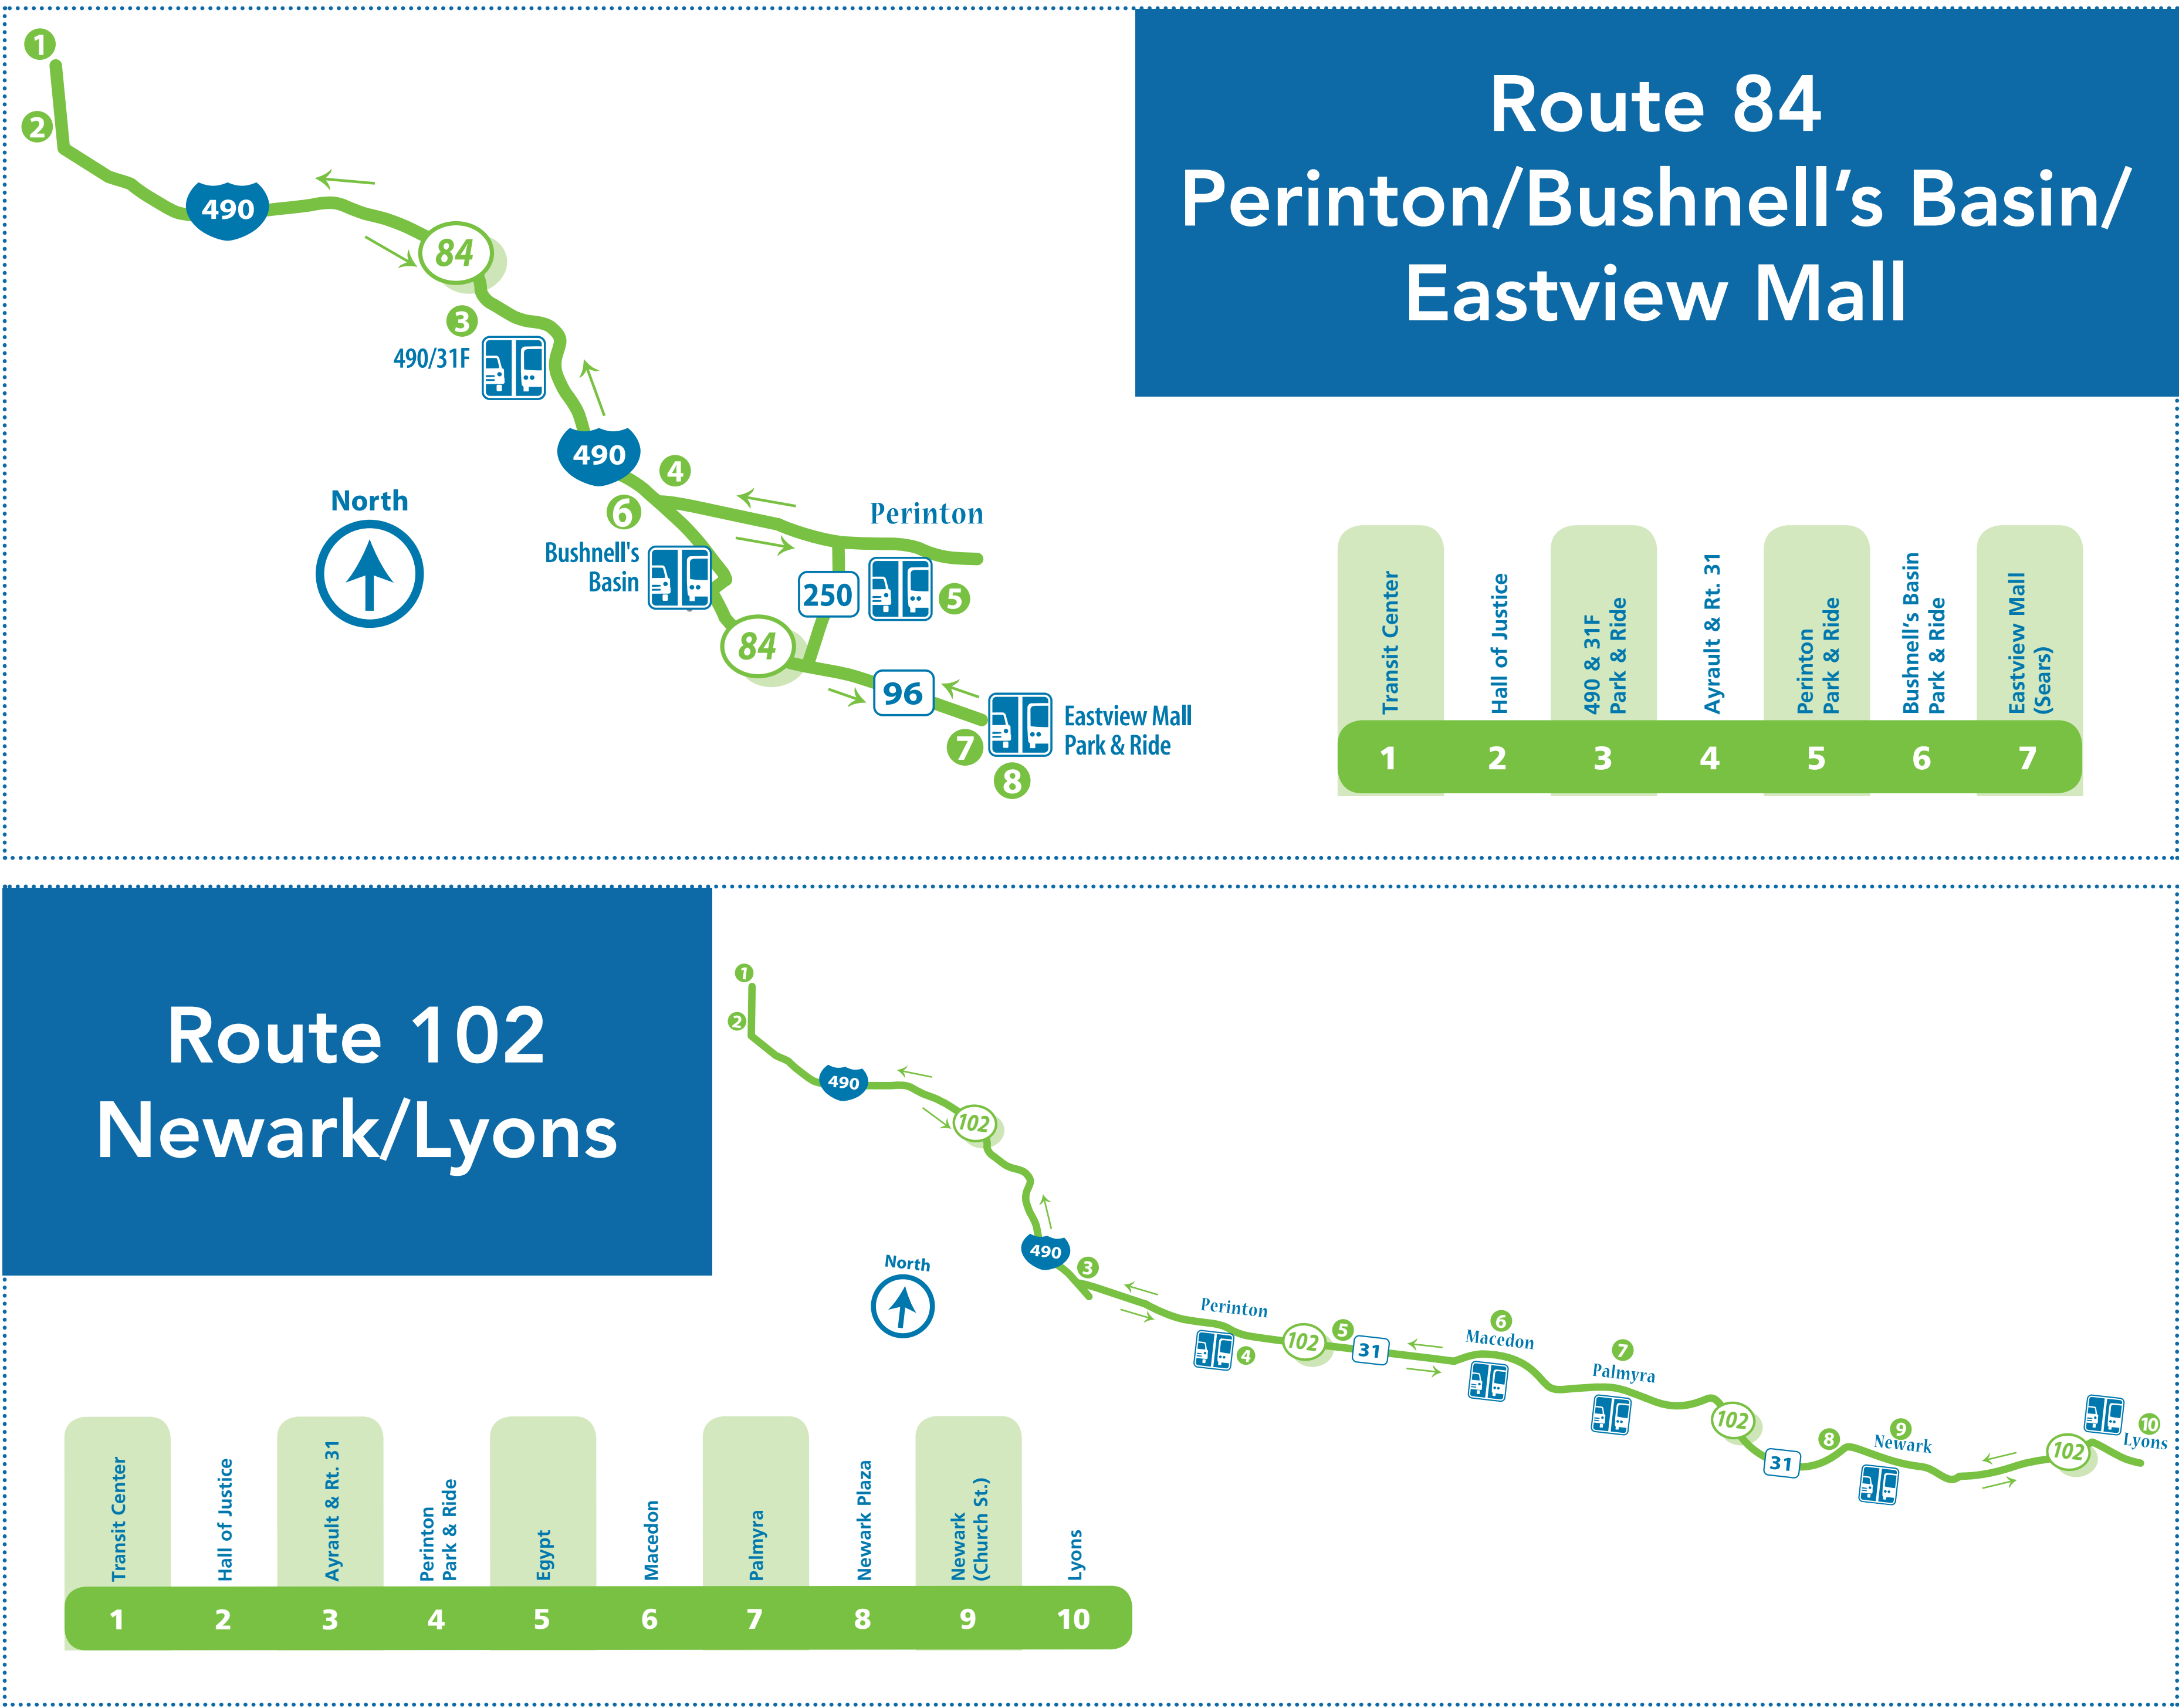 Route 84
Perinton/Bushnell’s Basin/
Eastview Mall
1
2
490
84
3
490/31F
490
4
6
North
Perinton
Bushnell's
Basin
250
5
84
96
7
8
Eastview Mall
Park & Ride
Transit Center
Hall of Justice
490 & 31F
Park & Ride
Ayrault & Rt. 31
Perinton
Park & Ride
Bushnell’s Basin
Park & Ride
Eastview Mall
(Sears)
1 2 3 4 5 6 7
Route 102
Newark/Lyons
1
2
490
102
490
3
North
Perinton
4
102
5
31
6
Macedon
7
Palmyra
102
31
8
9
Newark
102
10
Lyons
Transit Center
Hall of Justice
Ayrault & Rt. 31
Perinton
Park & Ride
Egypt
Macedon
Palmyra
Newark Plaza
Newark
(Church St.)
Lyons
1 2 3 4 5 6 7 8 9 10